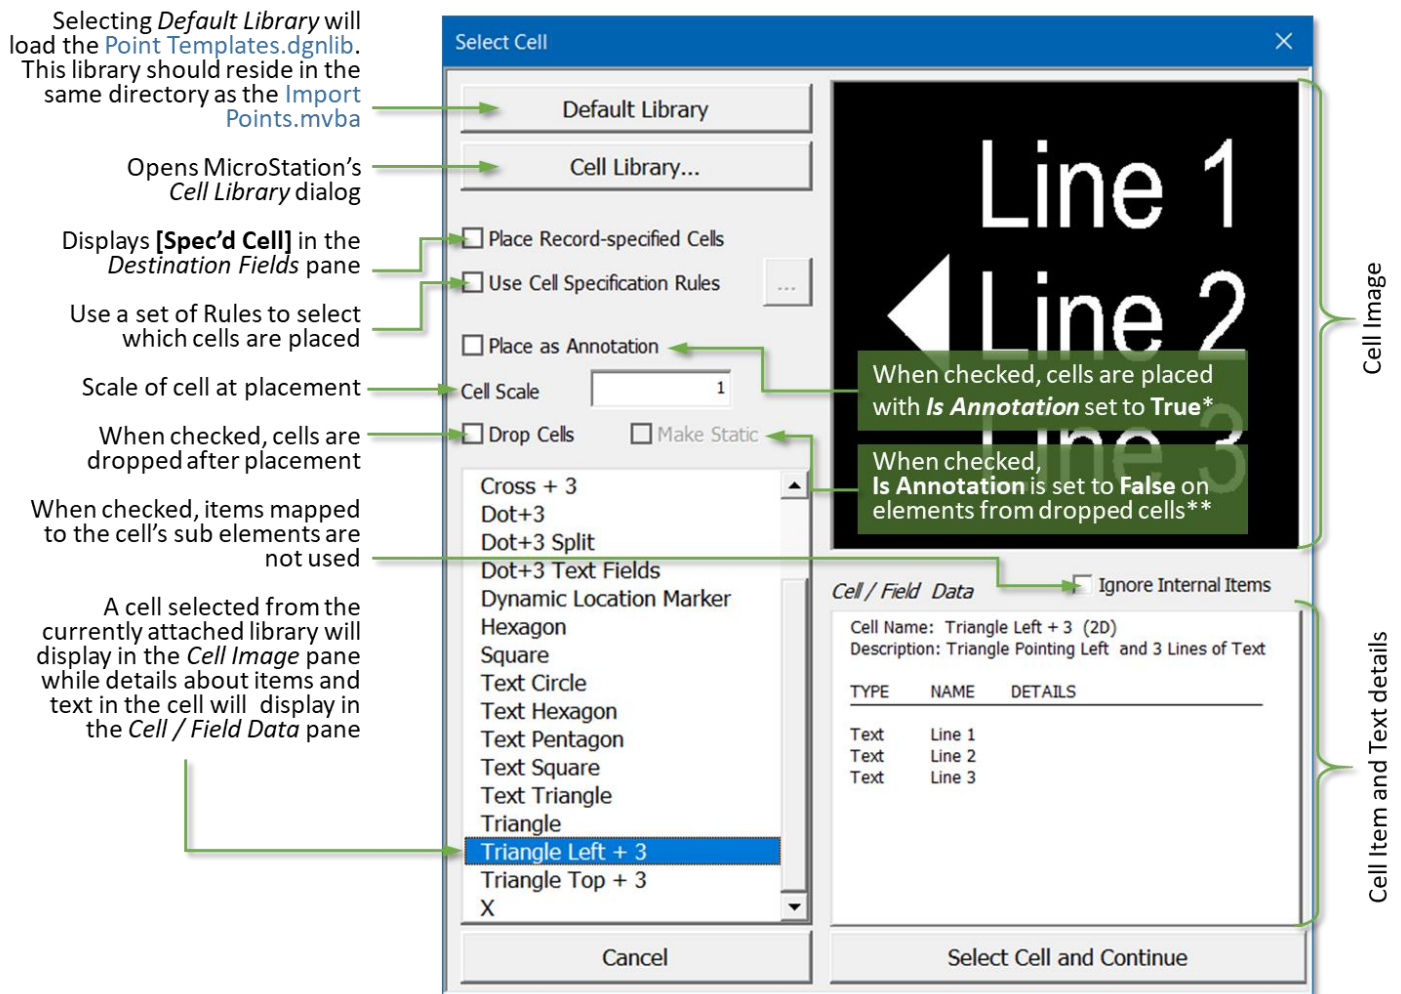 Selecting Default Library will
load the Point Templates.dgnlib.
This library should reside in the
same directory as the Import
Points.mvba
Opens MicroStation's
Cell Library dialog
Displays [Spec'd Cell] in the
Destination Fields pane
Use a set of Rules to select
which cells are placed
Scale of cell at placement
When checked, cells are
dropped after placement
When checked, items mapped
to the cell's sub elements are
not used
A cell selected from the
currently attached library will
display in the Cell Image pane
while details about items and
text in the cell will display in
the Cell / Field Data pane
Select Cell
Default Library
Cell Library...
Place Record-specified Cells
Use Cell Specification Rules
...
Place as Annotation
Cell Scale
1
Drop Cells
Make Static
Cross + 3
Dot+3
Dot+3 Split
Dot+3 Text Fields
Dynamic Location Marker
Hexagon
Square
Text Circle
Text Hexagon
Text Pentagon
Text Square
Text Triangle
Triangle
Triangle Left + 3
Triangle Top + 3
X
Cancel
Line 1
Line 2
Line 3
When checked, cells are placed
with Is Annotation set to True*
When checked,
Is Annotation is set to False on
elements from dropped cells**
Cell / Field Data
Ignore Internal Items
Cell Name: Triangle Left + 3 (2D)
Description: Triangle Pointing Left and 3 Lines of Text
TYPE NAME DETAILS
Text Line 1
Text Line 2
Text Line 3
Select Cell and Continue
Cell Image
Cell Item and Text details